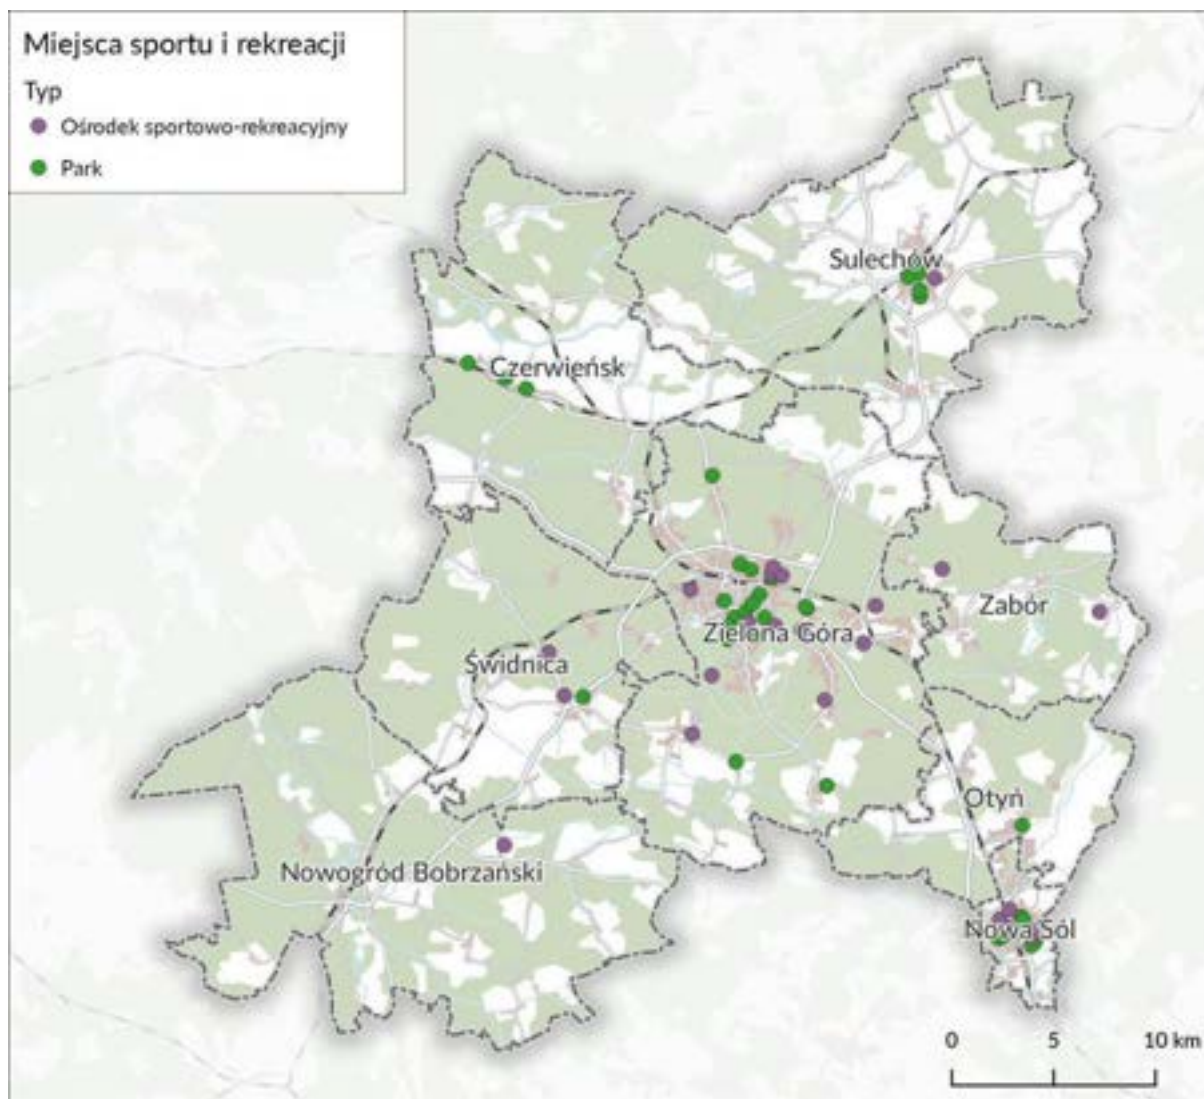 Miejsca sportu i rekreacji
Typ
Ośrodek sportowo-rekreacyjny
Park
Sulechów
Czerwieńsk
Zabór
Zielona Góra
Świdnica
Otyń
Nowogród Bobrzański
Nowa Sól
0 5 10 km